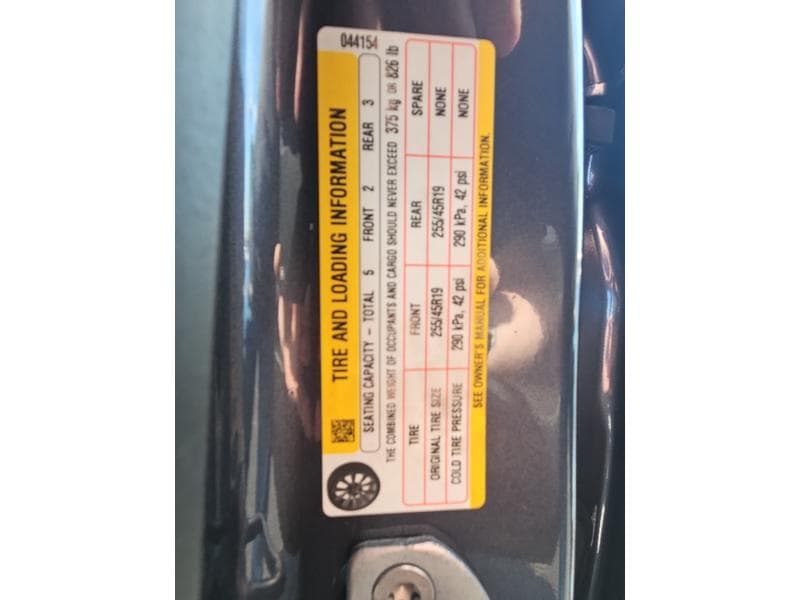 044154
TIRE AND LOADING INFORMATION
SEATING CAPACITY - TOTAL 5 FRONT 2 REAR 3
THE COMBINED WEIGHT OF OCCUPANTS AND CARGO SHOULD NEVER EXCEED 375 kg OR 826 lb
TIRE FRONT REAR SPARE
ORIGINAL TIRE SIZE 255/45R19 255/45R19 NONE
COLD TIRE PRESSURE 290 kPa, 42 psi 290 kPa, 42 psi NONE
SEE OWNER'S MANUAL FOR ADDITIONAL INFORMATION.